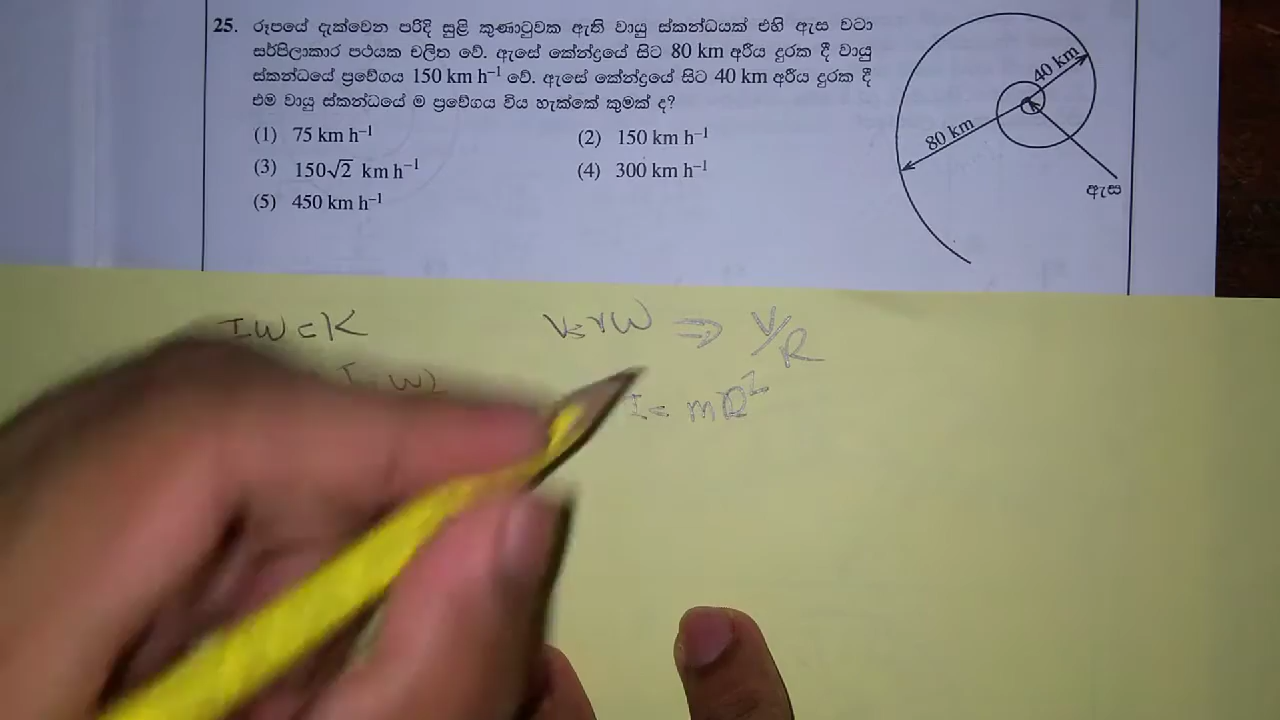 25. රූපයේ දැක්වෙන පරිදි සුළි කුණාටුවක ඇති වායු ස්කන්ධයක් එහි ඇස වටා
සර්පිලාකාර පථයක චලිත වේ. ඇසේ කේන්ද්‍රයේ සිට 80 km අරීය දුරක දී වායු
ස්කන්ධයේ ප්‍රවේගය 150 km h⁻¹ වේ. ඇසේ කේන්ද්‍රයේ සිට 40 km අරීය දුරක දී
එම වායු ස්කන්ධයේ ම ප්‍රවේගය විය හැක්කේ කුමක් ද?
(1) 75 km h⁻¹
(2) 150 km h⁻¹
(3) 150√2 km h⁻¹
(4) 300 km h⁻¹
(5) 450 km h⁻¹
40 km
80 km
ඇස
Iω = K
V = rω ⇒ V/R
ω2
I = mR²